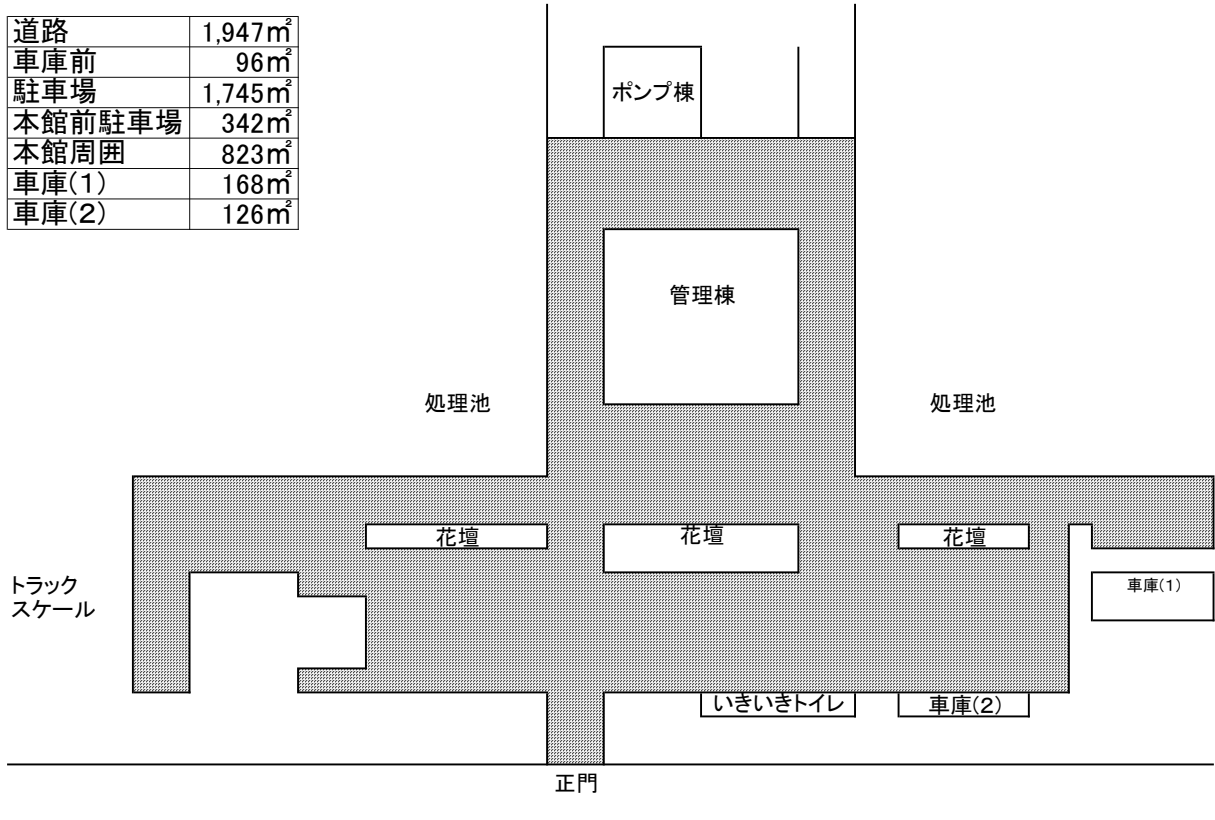 道路 1,947㎡
車庫前 96㎡
駐車場 1,745㎡
本館前駐車場 342㎡
本館周囲 823㎡
車庫(1) 168㎡
車庫(2) 126㎡
ポンプ棟
管理棟
処理池 処理池
花壇 花壇 花壇
トラック
スケール
車庫(1)
いきいきトイレ 車庫(2)
正門